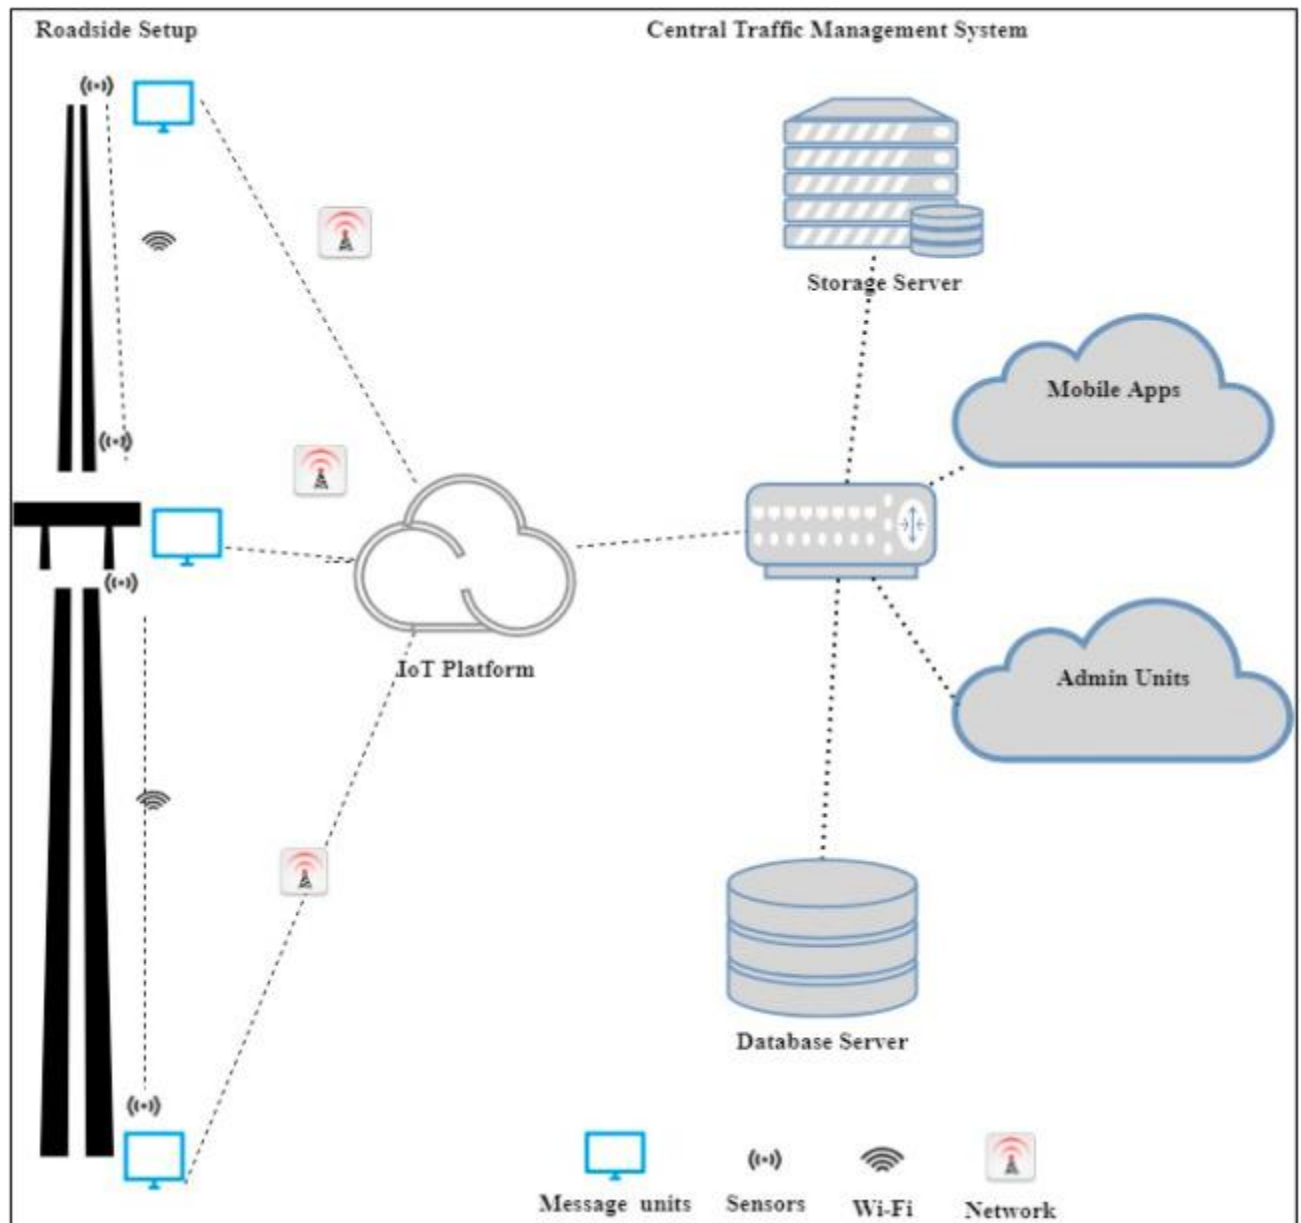 Roadside Setup
Central Traffic Management System
Storage Server
Mobile Apps
IoT Platform
Admin Units
Database Server
Message units
Sensors
Wi-Fi
Network